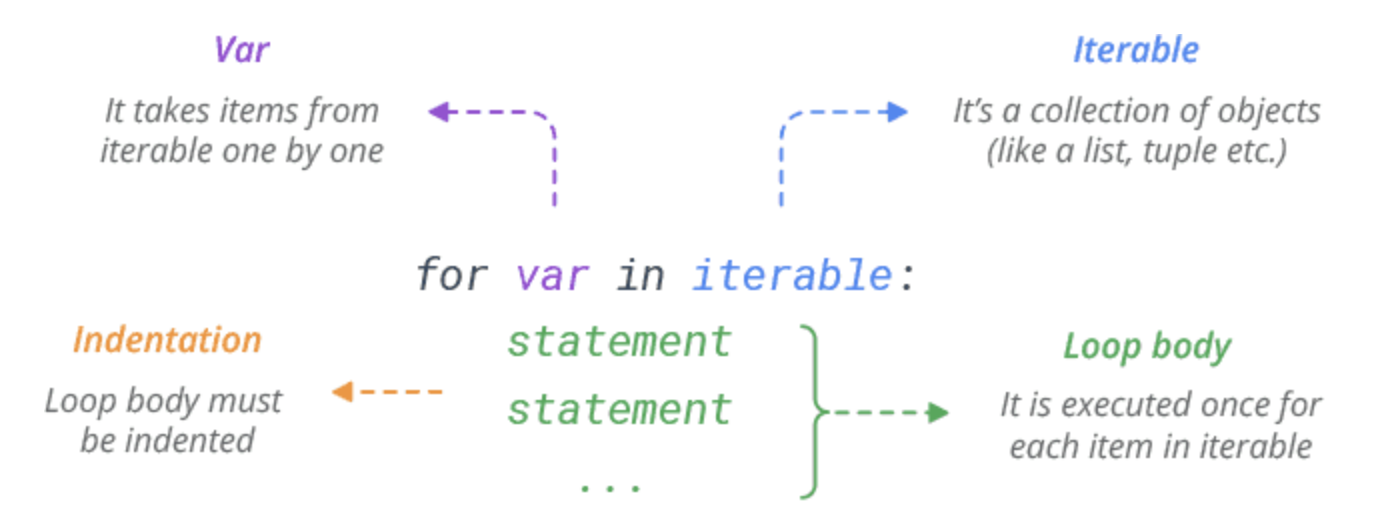 Var
It takes items from
iterable one by one
Iterable
It's a collection of objects
(like a list, tuple etc.)
for var in iterable:
statement
statement
...
Indentation
Loop body must
be indented
Loop body
It is executed once for
each item in iterable